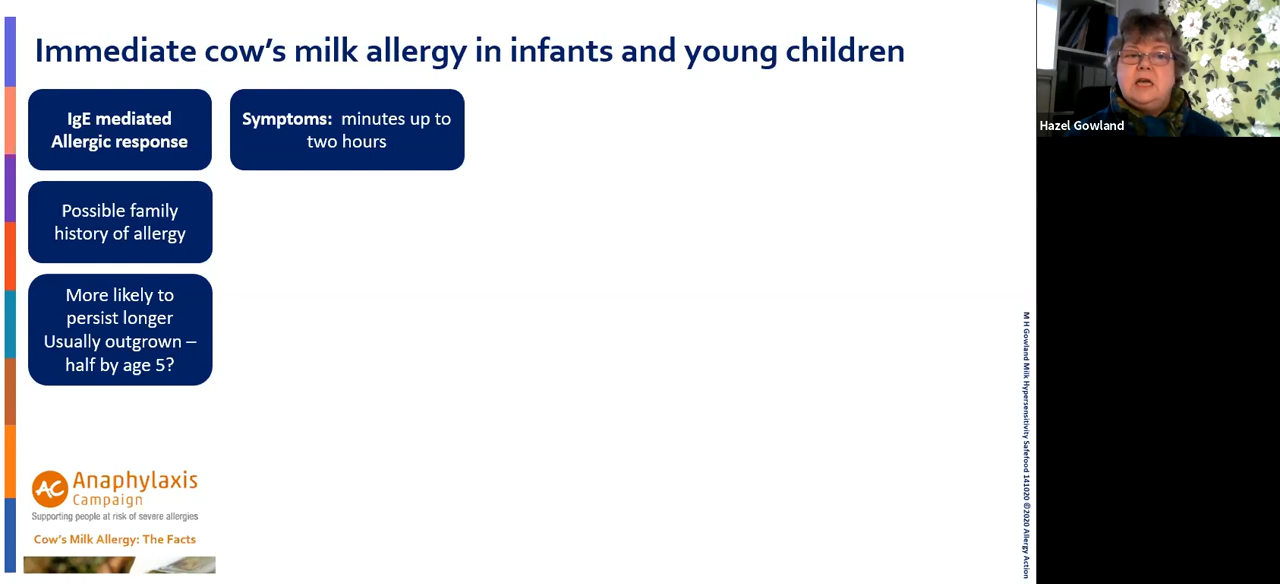 Immediate cow's milk allergy in infants and young children
IgE mediated
Allergic response
Symptoms: minutes up to
two hours
Possible family
history of allergy
More likely to
persist longer
Usually outgrown –
half by age 5?
AC Anaphylaxis
Campaign
Supporting people at risk of severe allergies
Cow's Milk Allergy: The Facts
M H Gowland Milk Hypersensitivity Safefood 141020 ©2020 Allergy Action
Hazel Gowland